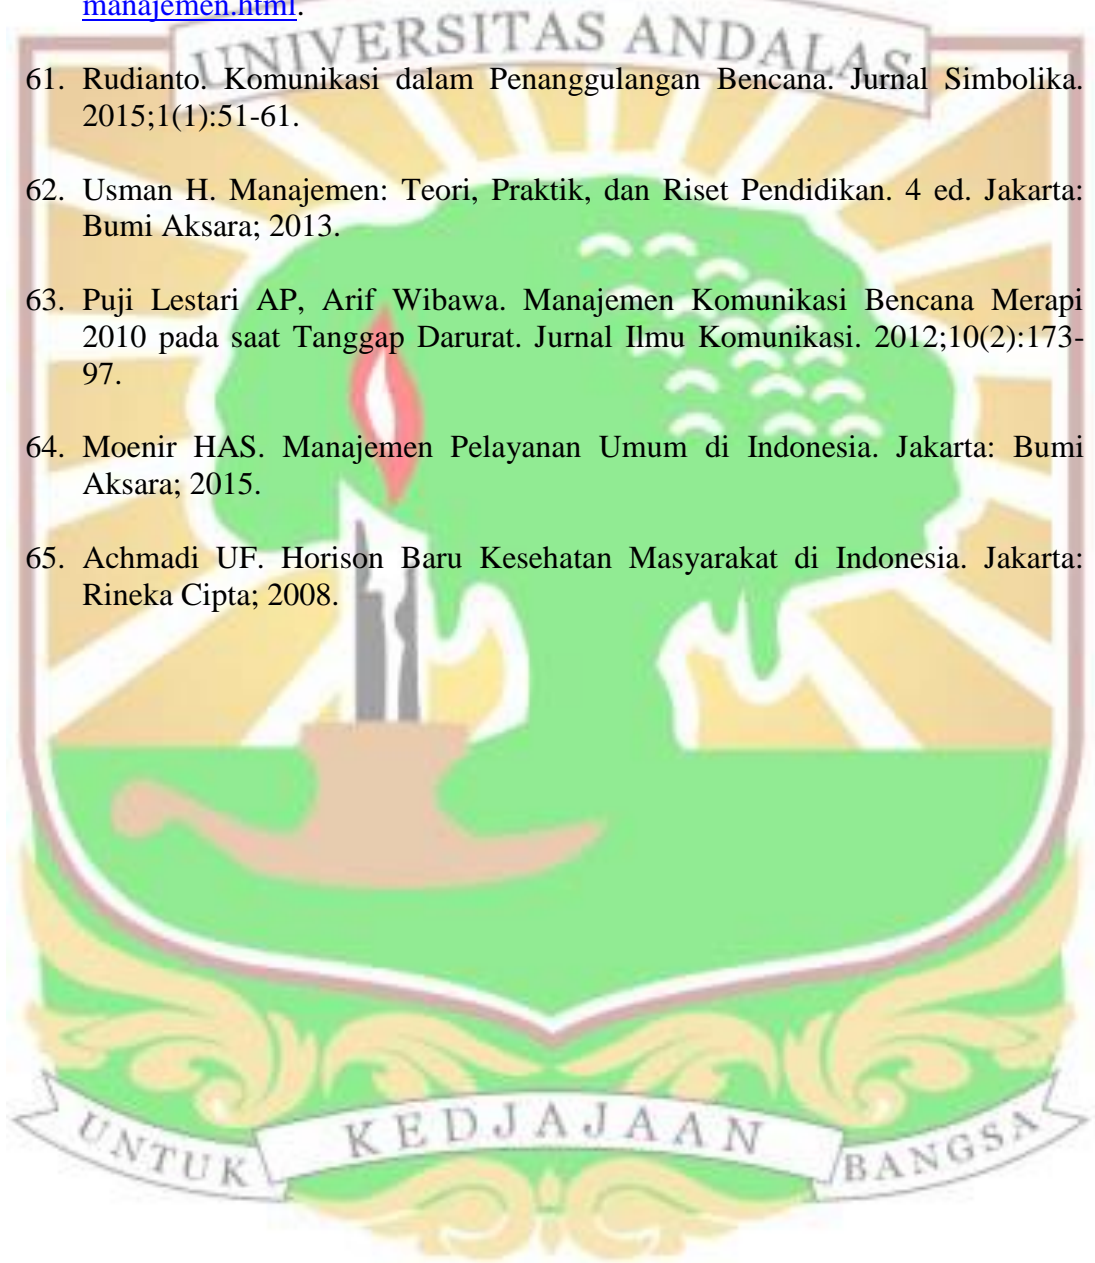 manajemen.html.
UNIVERSITAS ANDALAS
61. Rudianto. Komunikasi dalam Penanggulangan Bencana. Jurnal Simbolika.
2015;1(1):51-61.
62. Usman H. Manajemen: Teori, Praktik, dan Riset Pendidikan. 4 ed. Jakarta:
Bumi Aksara; 2013.
63. Puji Lestari AP, Arif Wibawa. Manajemen Komunikasi Bencana Merapi
2010 pada saat Tanggap Darurat. Jurnal Ilmu Komunikasi. 2012;10(2):173-
97.
64. Moenir HAS. Manajemen Pelayanan Umum di Indonesia. Jakarta: Bumi
Aksara; 2015.
65. Achmadi UF. Horison Baru Kesehatan Masyarakat di Indonesia. Jakarta:
Rineka Cipta; 2008.
UNTUK KEDJAJAAN BANGSA